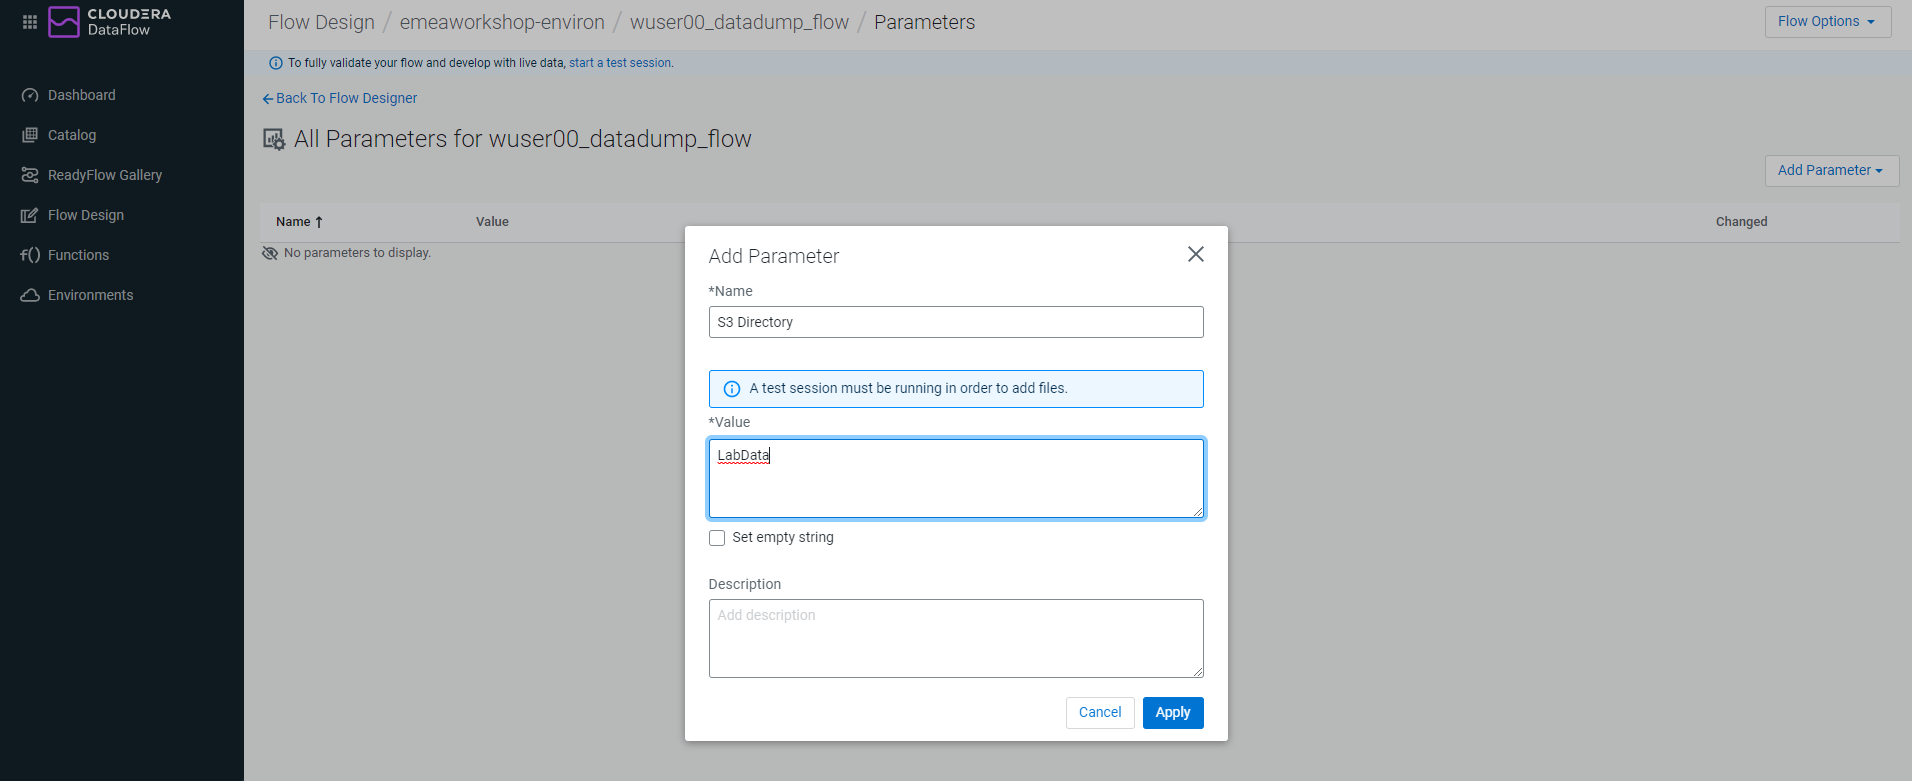 CLOUDERA
DataFlow
Dashboard
Catalog
ReadyFlow Gallery
Flow Design
Functions
Environments
Flow Design / emeaworkshop-environ / wuser00_datadump_flow / Parameters
Flow Options
To fully validate your flow and develop with live data, start a test session.
Back To Flow Designer
All Parameters for wuser00_datadump_flow
Add Parameter
Name Value Changed
No parameters to display.
Add Parameter
*Name
S3 Directory
A test session must be running in order to add files.
*Value
LabData
Set empty string
Description
Add description
Cancel Apply